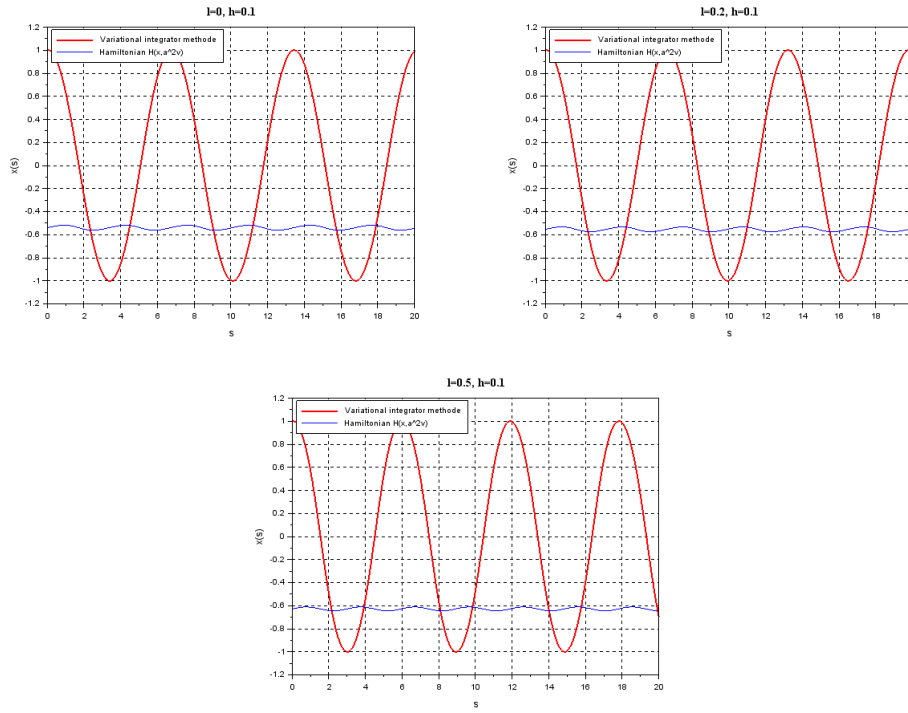 l=0, h=0.1
1.2
1
0.8
0.6
0.4
0.2
0
-0.2
-0.4
-0.6
-0.8
-1
-1.2
x(s)
Variational integrator methode
Hamiltonian H(x,a^2v)
0 2 4 6 8 10 12 14 16 18 20
s
l=0.2, h=0.1
1.2
1
0.8
0.6
0.4
0.2
0
-0.2
-0.4
-0.6
-0.8
-1
-1.2
x(s)
Variational integrator methode
Hamiltonian H(x,a^2v)
0 2 4 6 8 10 12 14 16 18
s
l=0.5, h=0.1
1.2
1
0.8
0.6
0.4
0.2
0
-0.2
-0.4
-0.6
-0.8
-1
-1.2
x(s)
Variational integrator methode
Hamiltonian H(x,a^2v)
0 2 4 6 8 10 12 14 16 18 20
s